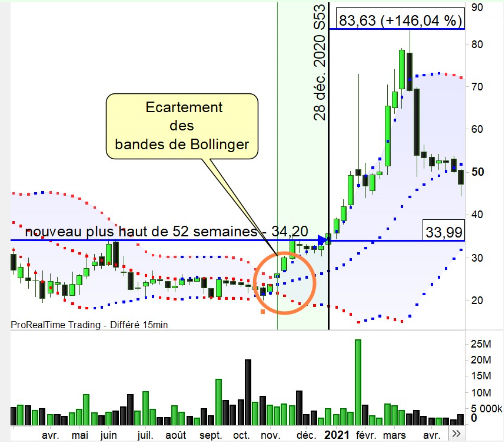 83,63 (+146,04 %)
90
80
70
60
50
40
30
20
28 déc. 2020 S53
Ecartement
des
bandes de Bollinger
nouveau plus haut de 52 semaines - 34,20
33,99
ProRealTime Trading - Différé 15min
25M
20M
15M
10M
5 000k
0
avr. mai juin juil. août sept. oct. nov. déc. 2021 févr. mars avr. »